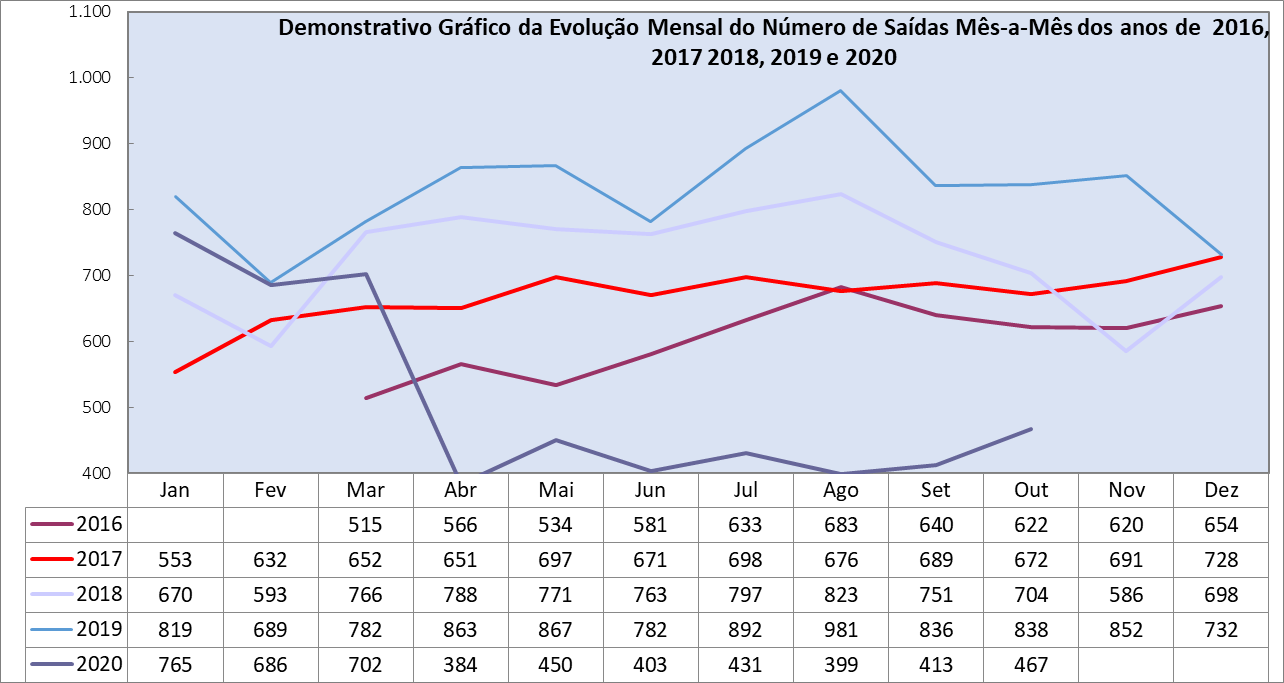 Demonstrativo Gráfico da Evolução Mensal do Número de Saídas Mês-a-Mês dos anos de 2016,
2017 2018, 2019 e 2020
1.100
1.000
900
800
700
600
500
400
Jan Fev Mar Abr Mai Jun Jul Ago Set Out Nov Dez
2016 515 566 534 581 633 683 640 622 620 654
2017 553 632 652 651 697 671 698 676 689 672 691 728
2018 670 593 766 788 771 763 797 823 751 704 586 698
2019 819 689 782 863 867 782 892 981 836 838 852 732
2020 765 686 702 384 450 403 431 399 413 467